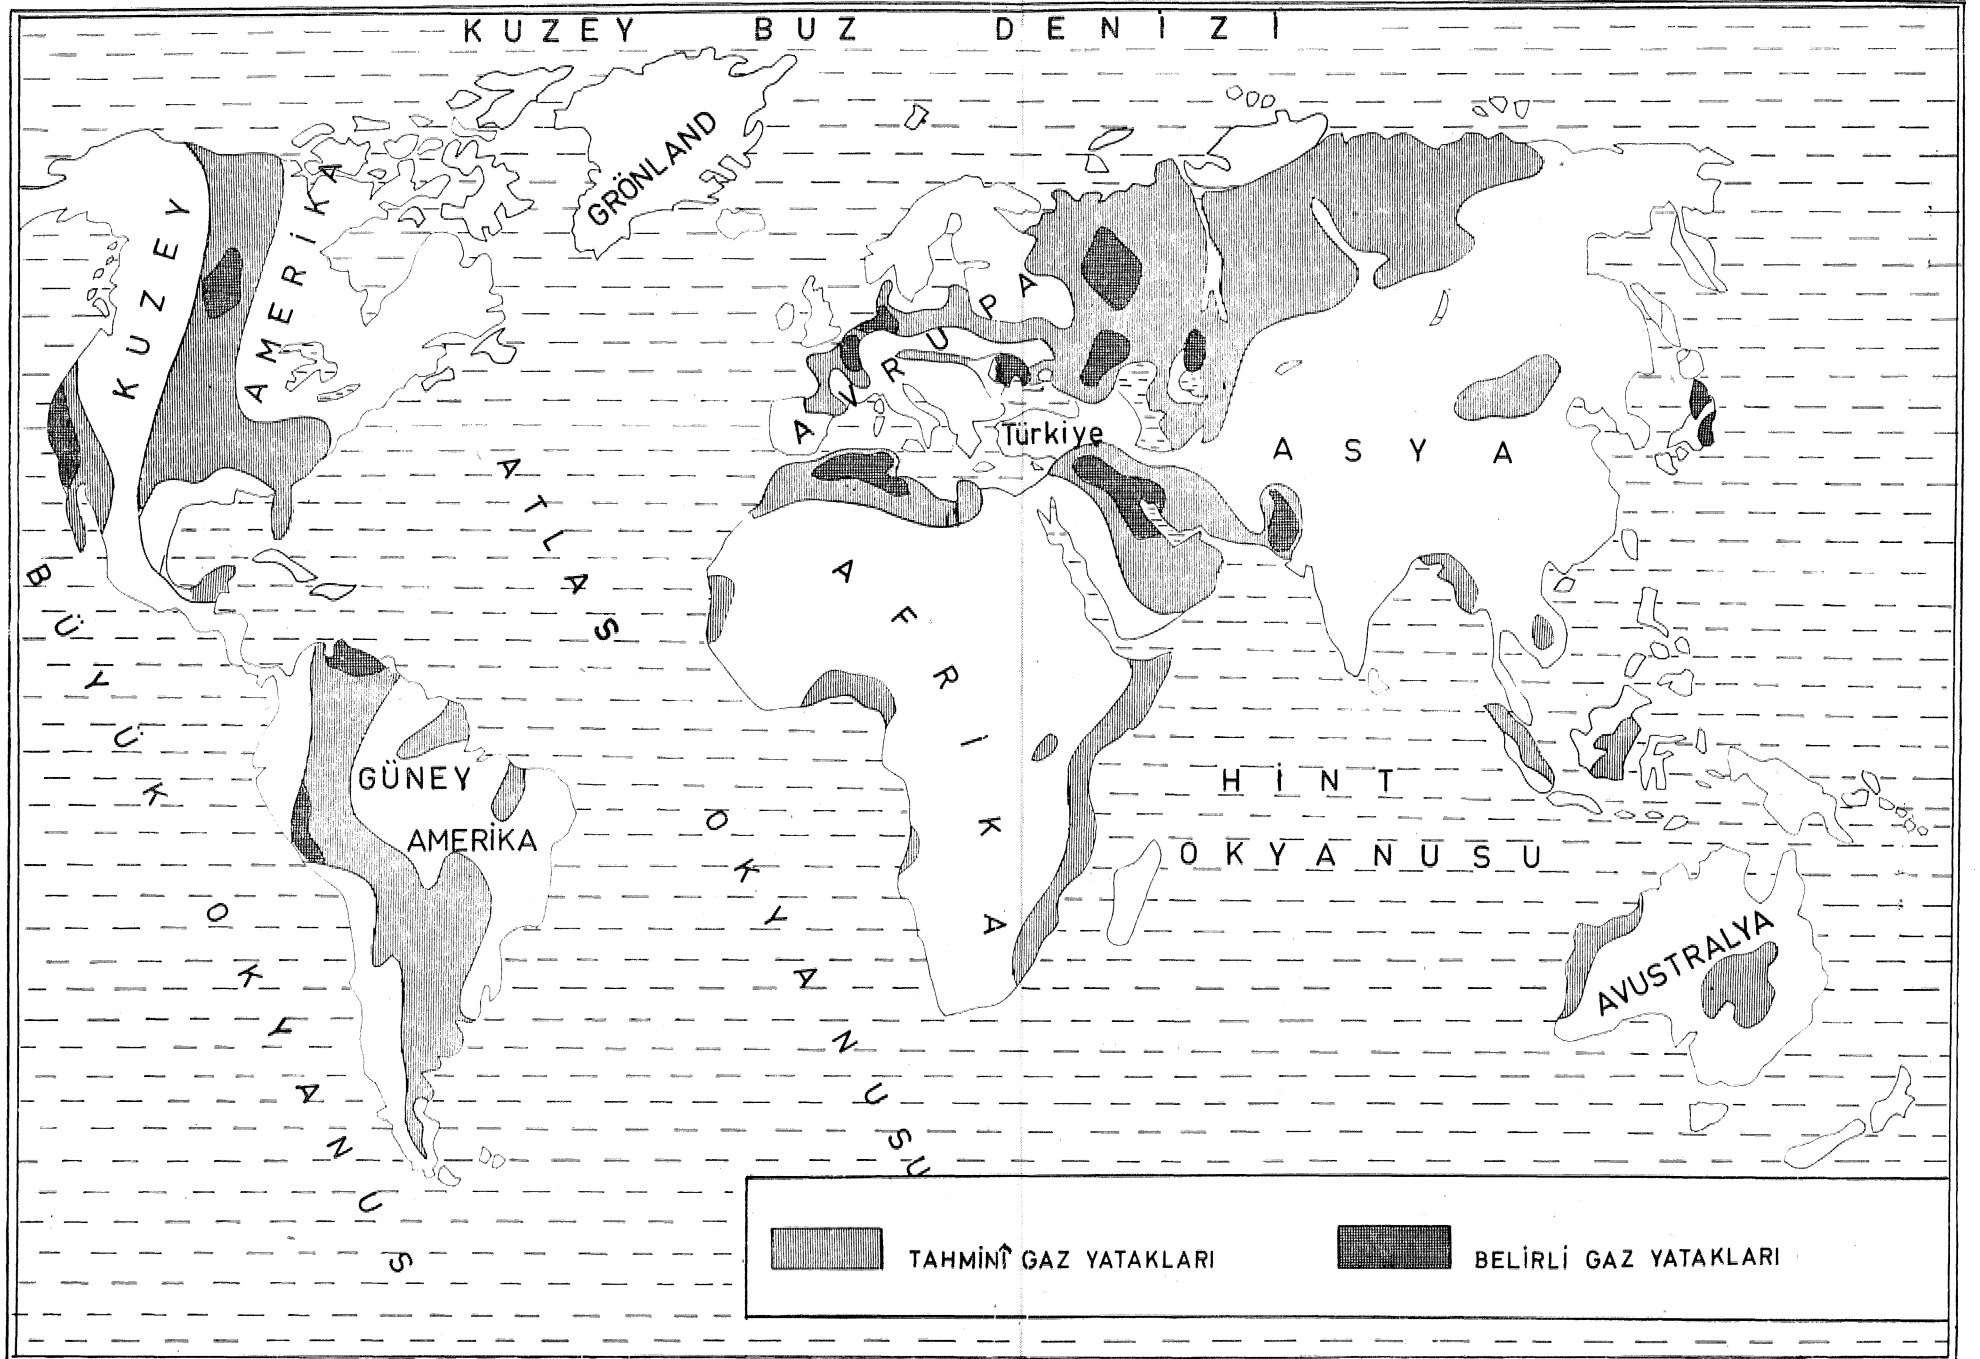 KUZEY BUZ DENİZİ
GRÖNLAND
KUZEY
AMERİKA
AVRUPA
Türkiye
ASYA
ATLAS
OKYANUSU
BÜYÜK
OKYANUS
AFRİKA
GÜNEY
AMERİKA
HİNT
OKYANUSU
AVUSTRALYA
TAHMİNÎ GAZ YATAKLARI
BELİRLİ GAZ YATAKLARI